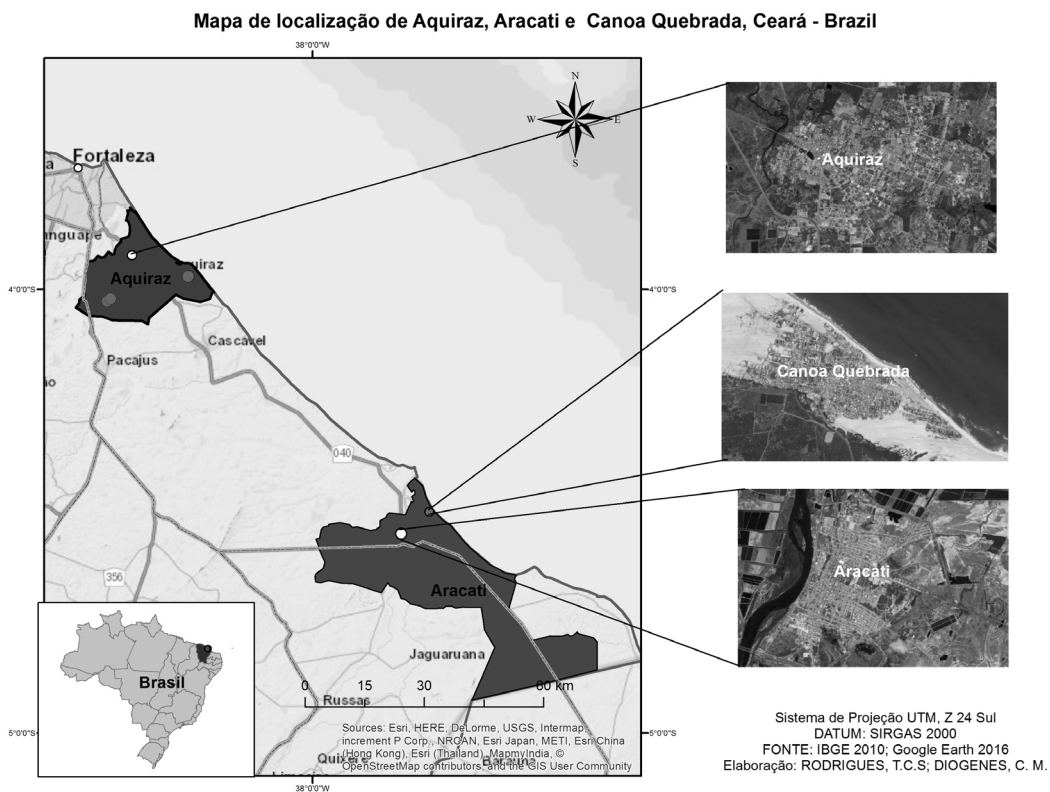 Mapa de localização de Aquiraz, Aracati e Canoa Quebrada, Ceará - Brazil
38°0'0"W
N
W
E
S
Fortaleza
a
Aquiraz
Aquiraz
4°0'0"S
4°0'0"S
Cascavel
Pacajus
Canoa Quebrada
ão
040
Aracati
356
Aracati
Jaguaruana
Brasil
0 15 30 60 km
Russas
Sources: Esri, HERE, DeLorme, USGS, Intermap,
increment P Corp., NRCAN, Esri Japan, METI, Esri China
(Hong Kong), Esri (Thailand), MapmyIndia, ©
OpenStreetMap contributors, and the GIS User Community
5°0'0"S
5°0'0"S
38°0'0"W
Sistema de Projeção UTM, Z 24 Sul
DATUM: SIRGAS 2000
FONTE: IBGE 2010; Google Earth 2016
Elaboração: RODRIGUES, T.C.S; DIOGENES, C. M.